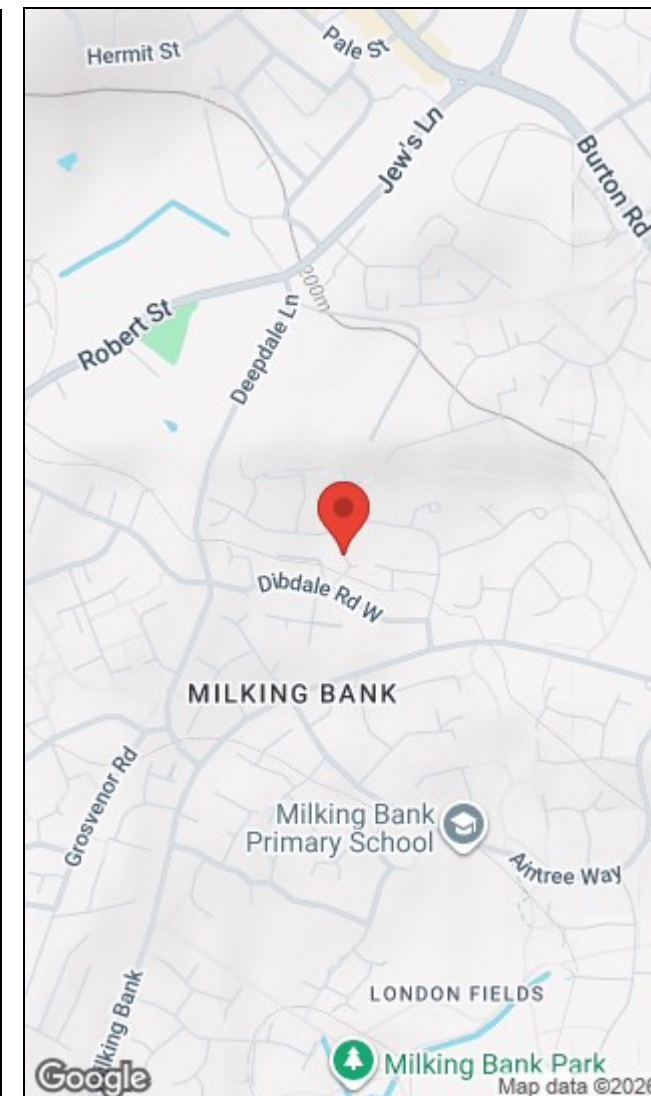 Hermit St
Pale St
Jew's Ln
Burton Rd
200m
Robert St
Deepdale Ln
Dibdale Rd W
MILKING BANK
Grosvenor Rd
Milking Bank
Primary School
Aintree Way
LONDON FIELDS
lking Bank
Milking Bank Park
Google
Map data ©2026